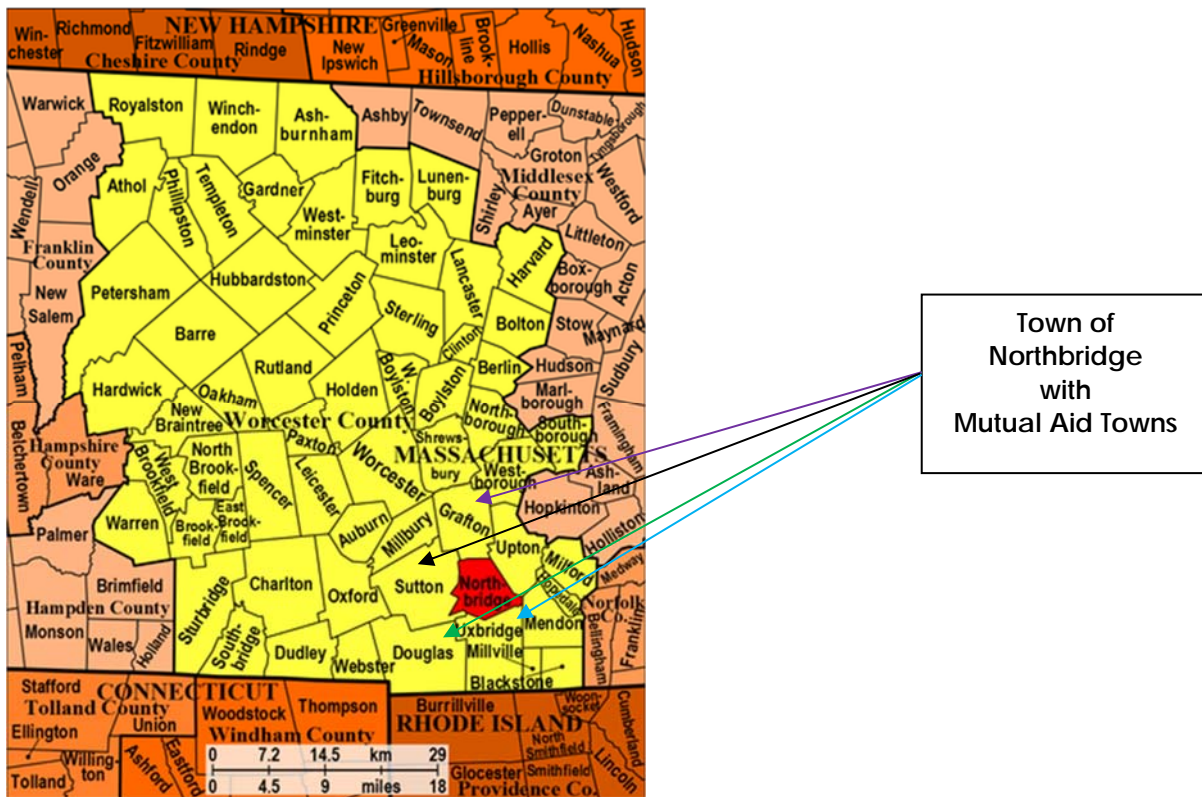 NEW HAMPSHIRE
Win-
chester
Richmond
Fitzwilliam
Rindge
Cheshire County
New
Ipswich
Greenville
Mason
Brook-
line
Hollis
Nashua
Hudson
Hillsborough County
Warwick
Royalston
Winch-
endon
Ash-
burnham
Ashby
Townsend
Pepper-
ell
Dunstable
Tyngsborough
Orange
Groton
Middlesex
County
Westford
Wendell
Athol
Phillipston
Templeton
Gardner
West-
minster
Fitch-
burg
Lunen-
burg
Shirley
Ayer
Littleton
Franklin
County
Leo-
minster
Lancaster
Harvard
Box-
borough
Acton
New
Salem
Petersham
Hubbardston
Princeton
Sterling
Bolton
Stow
Maynard
Barre
Clinton
Hudson
Sudbury
Pelham
Hardwick
Oakham
Rutland
Holden
W.
Boylston
Boylston
Berlin
Marl-
borough
New
Braintree
Worcester County
North-
borough
South-
borough
Framingham
Belchertown
Hampshire
County
Ware
West
Brookfield
North
Brook-
field
Spencer
Paxton
Leicester
Worcester
Shrews-
bury
MASSACHUSETTS
West-
borough
Ash-
land
Hopkinton
Holliston
Palmer
Warren
Brook-
field
East
Brook-
field
Auburn
Millbury
Grafton
Upton
Milford
Hopedale
Medway
Brimfield
Hampden County
Monson
Wales
Holland
Sturbridge
Charlton
South-
bridge
Oxford
Sutton
North-
bridge
Mendon
Norfolk
Co.
Bellingham
Franklin
Dudley
Webster
Douglas
Uxbridge
Millville
Blackstone
Stafford
CONNECTICUT
Tolland County
Union
Ellington
Tolland
Willing-
ton
Ashford
Eastford
Woodstock
Thompson
Windham County
Burrillville
RHODE ISLAND
Woon-
socket
Cumberland
North
Smithfield
Lincoln
Glocester
Smithfield
Providence Co.
0 7.2 14.5 km 29
0 4.5 9 miles 18
Town of
Northbridge
with
Mutual Aid Towns